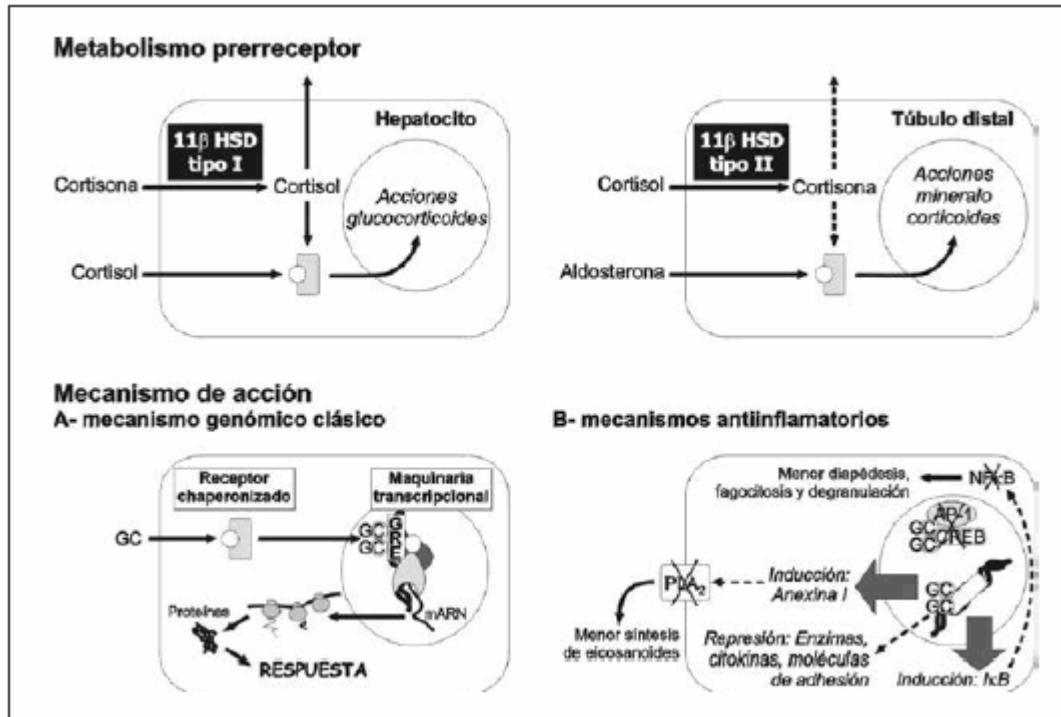 Metabolismo prerreceptor
Hepatocito
11β HSD
tipo I
Cortisona
Cortisol
Acciones
glucocorticoides
Cortisol
Túbulo distal
11β HSD
tipo II
Cortisol
Cortisona
Acciones
mineralo
corticoides
Aldosterona
Mecanismo de acción
A- mecanismo genómico clásico
Receptor
chaperonizado
Maquinaria
transcripcional
GC
GC
GC
GRE
mARN
Proteínas
RESPUESTA
B- mecanismos antiinflamatorios
Menor diapédesis,
fagocitosis y degranulación
NFκB
AP-1
GC
GC
CREB
PLA2
Inducción:
Anexina I
GC
GC
Menor síntesis
de eicosanoides
Represión: Enzimas,
citokinas, moléculas
de adhesión
Inducción: IκB